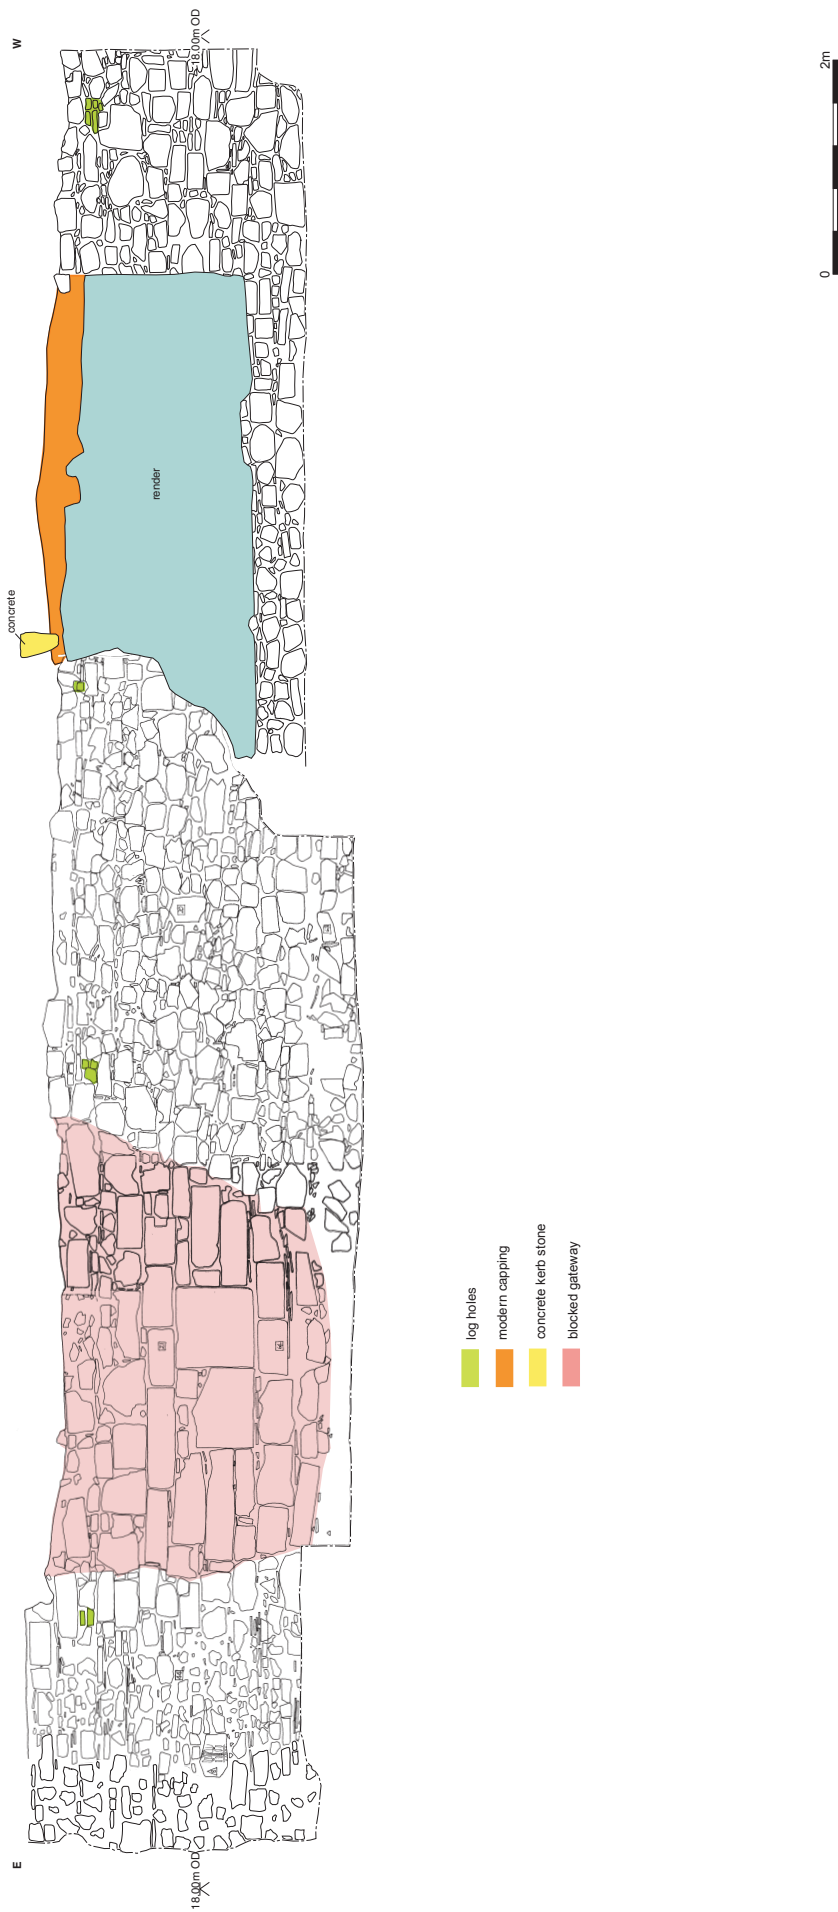 W
18.00m OD
2m
0
render
concrete
log holes
modern capping
concrete kerb stone
blocked gateway
E
18.00m OD